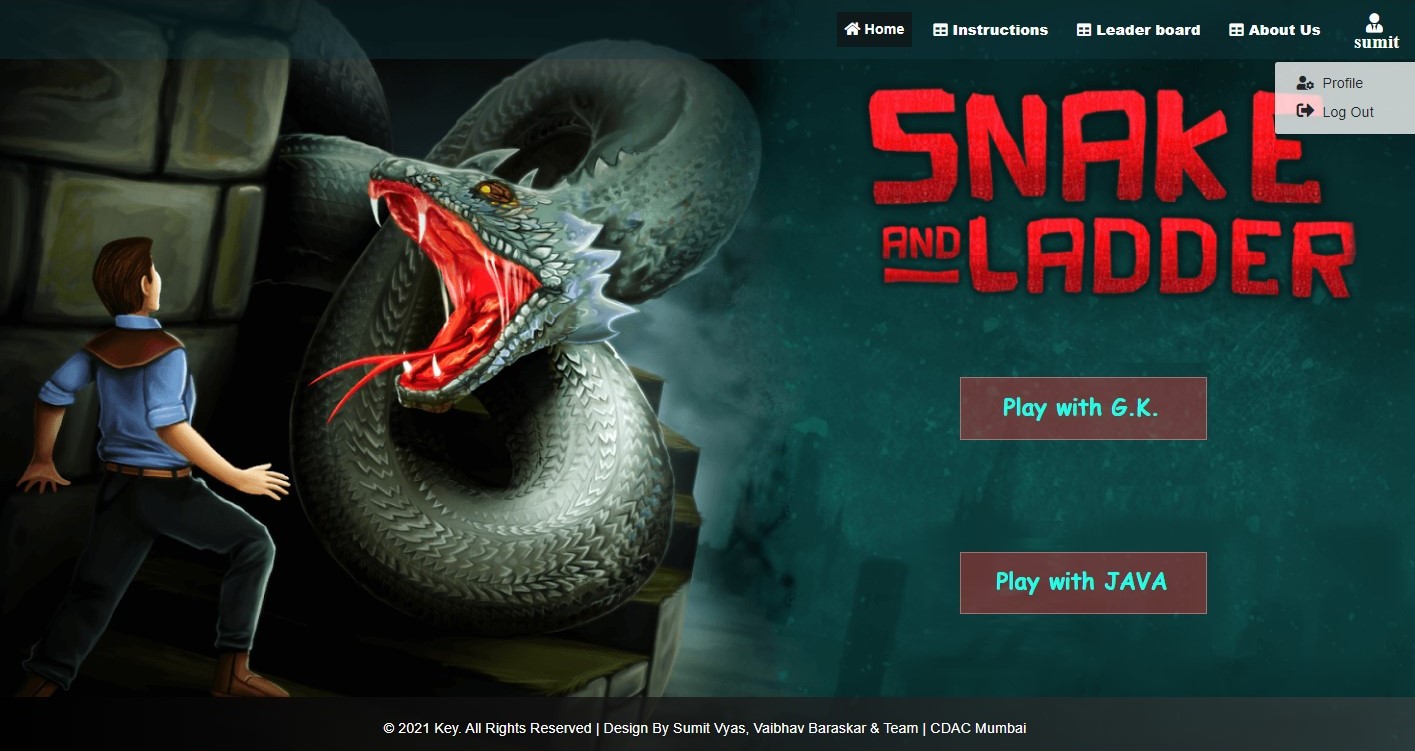 Home Instructions Leader board About Us sumit
Profile
Log Out
SNAKE
AND LADDER
Play with G.K.
Play with JAVA
© 2021 Key. All Rights Reserved | Design By Sumit Vyas, Vaibhav Baraskar & Team | CDAC Mumbai